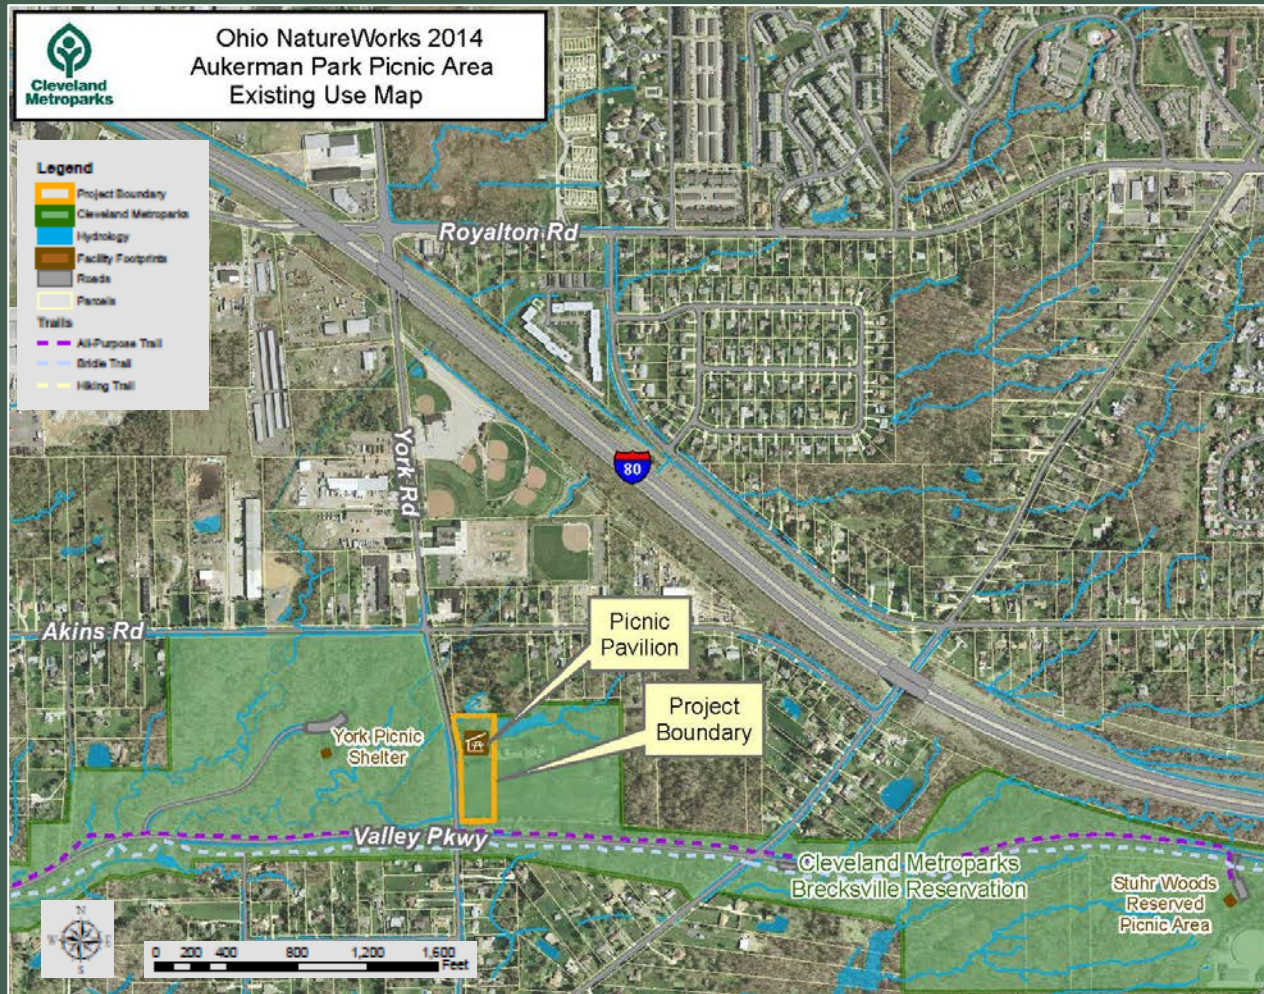 Cleveland
Metroparks
Ohio NatureWorks 2014
Aukerman Park Picnic Area
Existing Use Map
Legend
Project Boundary
Cleveland Metroparks
Hydrology
Facility Footprints
Roads
Parcels
Trails
All-Purpose Trail
Bridle Trail
Hiking Trail
Royalton Rd
York Rd
80
Akins Rd
Picnic
Pavilion
Project
Boundary
York Picnic
Shelter
Valley Pkwy
Cleveland Metroparks
Brecksville Reservation
Stuhr Woods
Reserved
Picnic Area
N
W E
S
0 200 400 800 1,200 1,600
Feet